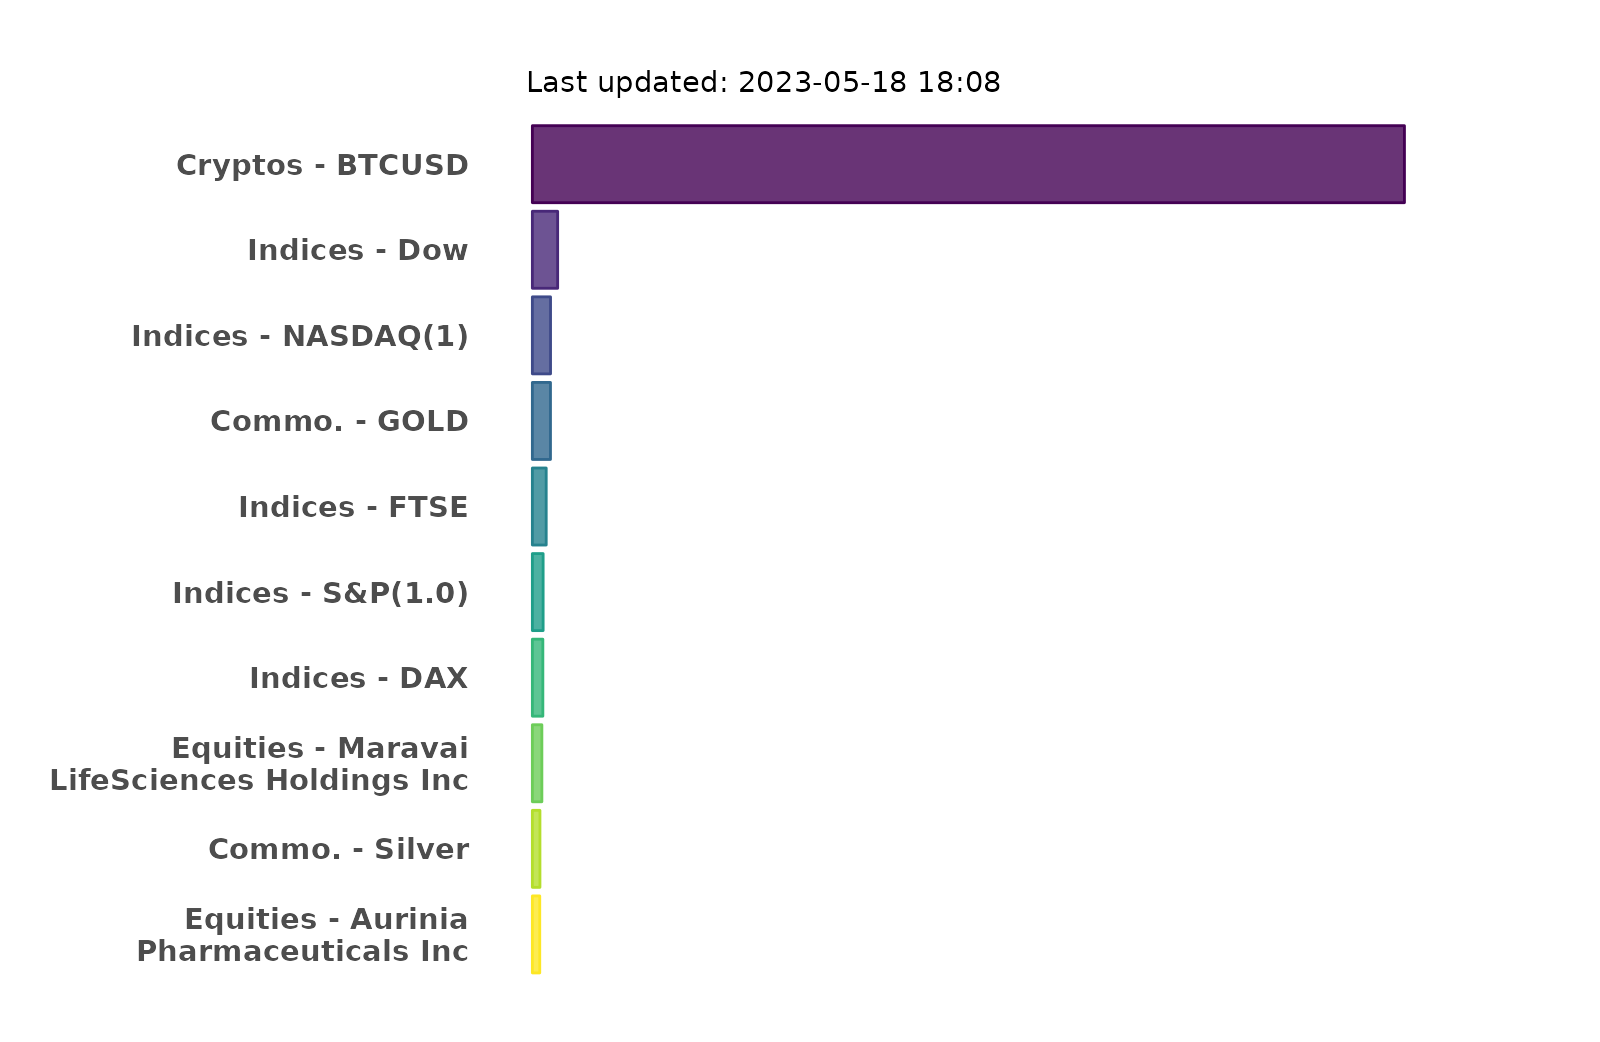 Last updated: 2023-05-18 18:08
Cryptos - BTCUSD
Indices - Dow
Indices - NASDAQ(1)
Commo. - GOLD
Indices - FTSE
Indices - S&P(1.0)
Indices - DAX
Equities - Maravai
LifeSciences Holdings Inc
Commo. - Silver
Equities - Aurinia
Pharmaceuticals Inc